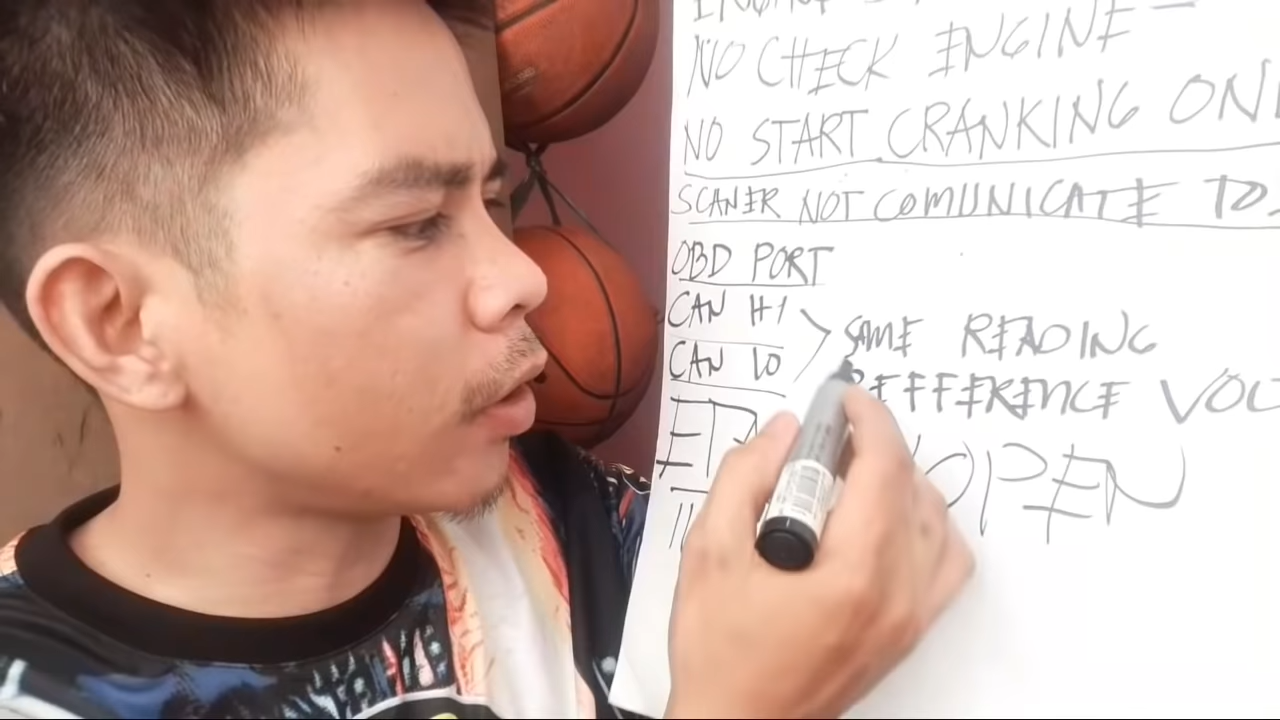 NO CHECK ENGINE
NO START CRANKING ONL
SCANER NOT COMUNICATE TO
OBD PORT
CAN HI
CAN LO
SAME READING
REFFERENCE VOL
OPEN